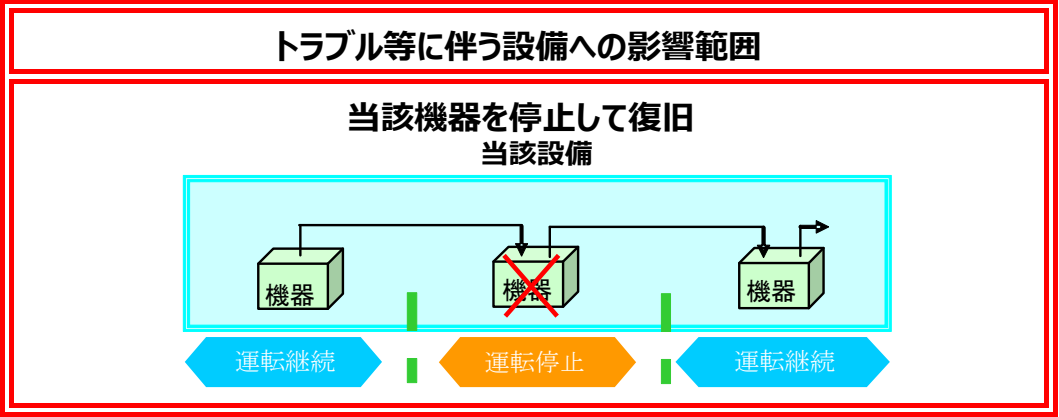 トラブル等に伴う設備への影響範囲
当該機器を停止して復旧
当該設備
機器 機器 機器
運転継続 運転停止 運転継続